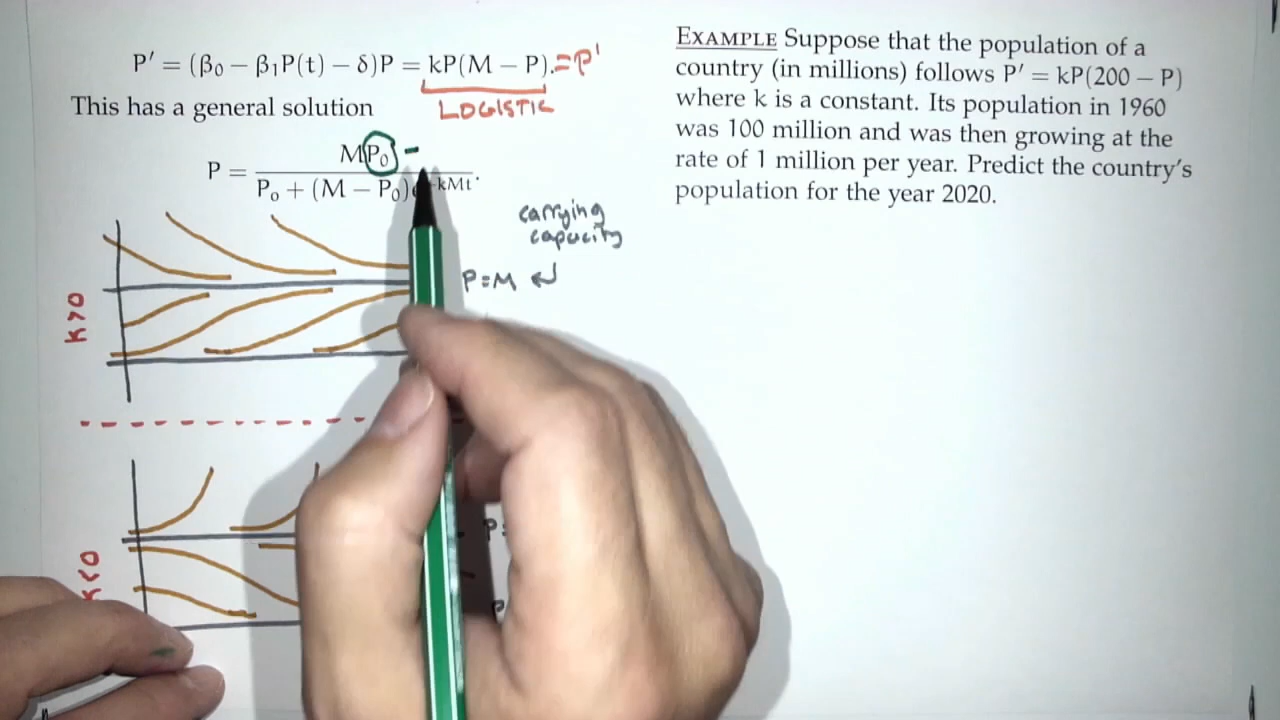 P' = (β₀ − β₁P(t) − δ)P = kP(M − P). = P'
This has a general solution
LOGISTIC
P = MP₀ / P₀ + (M − P₀) kMt.
carrying
capacity
P = M ↵
K>0
K<0
EXAMPLE Suppose that the population of a
country (in millions) follows P' = kP(200 − P)
where k is a constant. Its population in 1960
was 100 million and was then growing at the
rate of 1 million per year. Predict the country's
population for the year 2020.